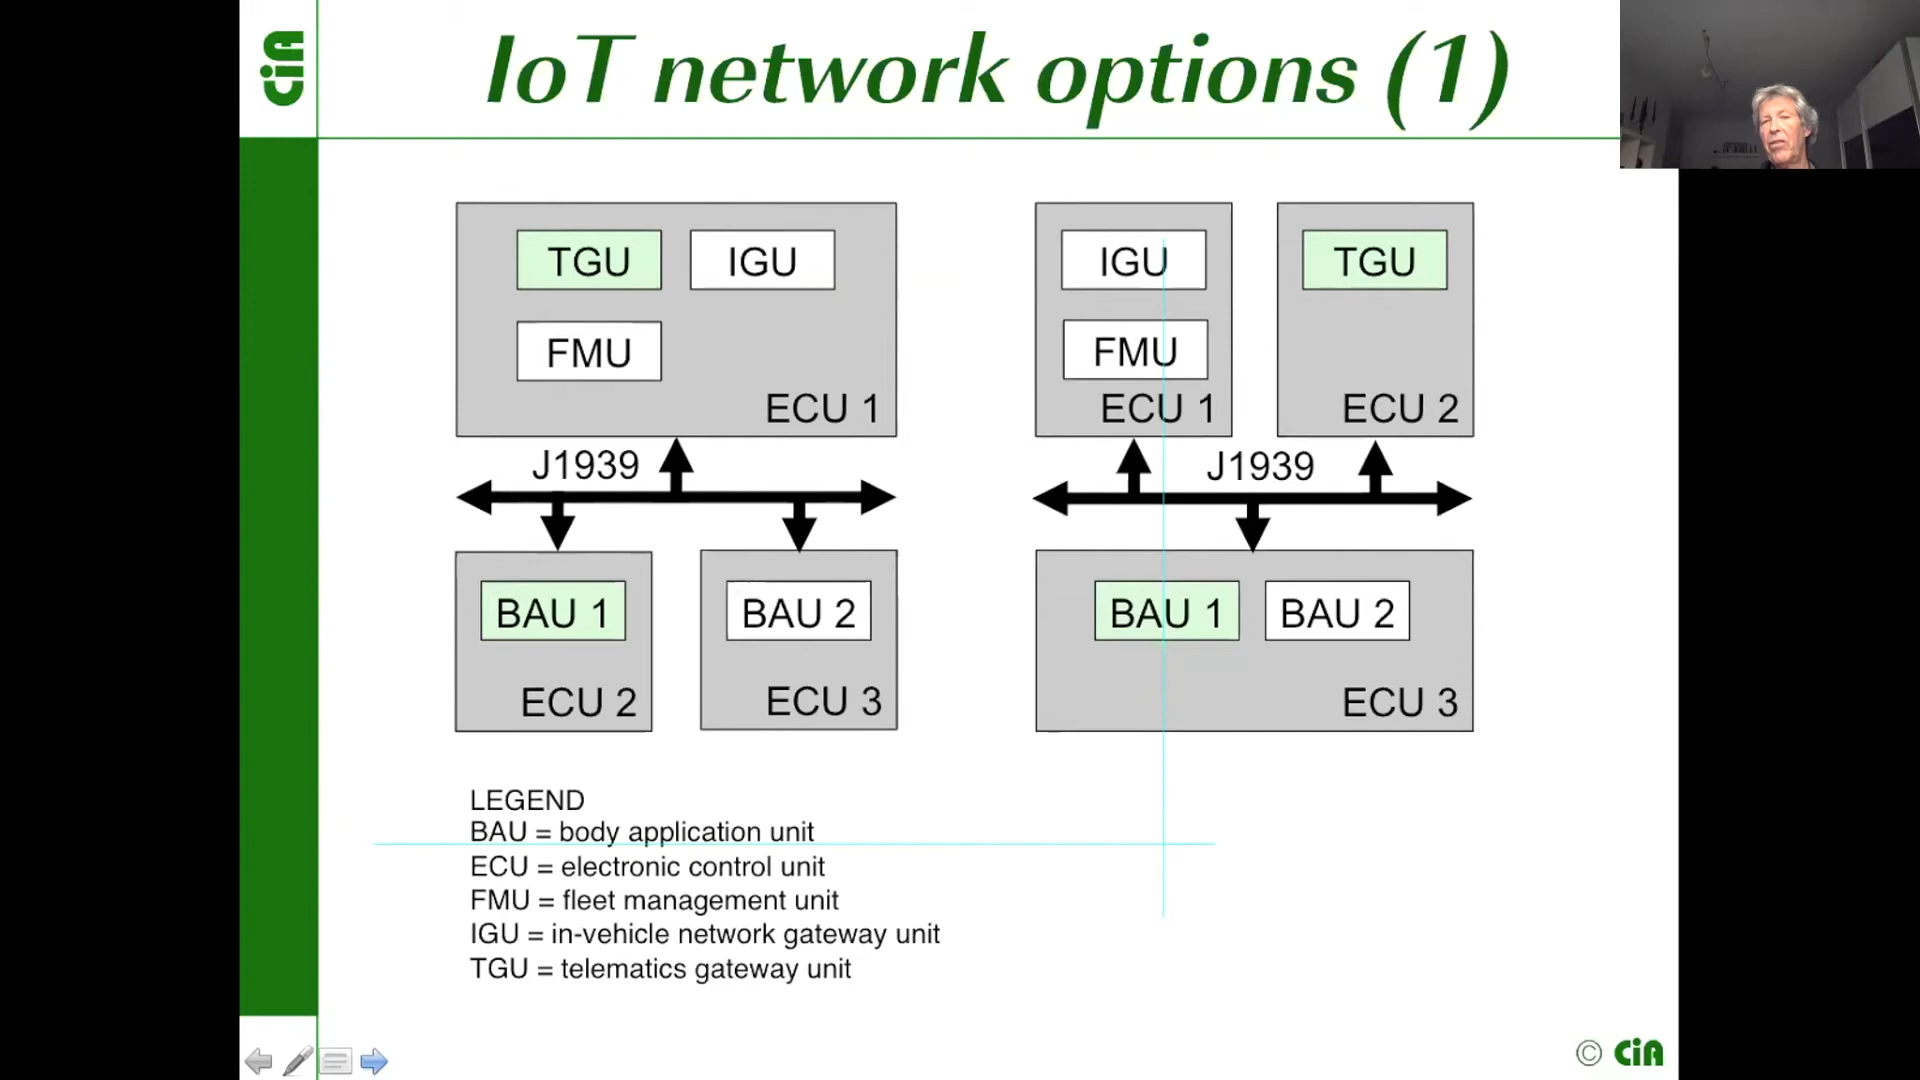 CiA
IoT network options (1)
TGU IGU
FMU
ECU 1
J1939
BAU 1
ECU 2
BAU 2
ECU 3
IGU
FMU
ECU 1
TGU
ECU 2
J1939
BAU 1 BAU 2
ECU 3
LEGEND
BAU = body application unit
ECU = electronic control unit
FMU = fleet management unit
IGU = in-vehicle network gateway unit
TGU = telematics gateway unit
© CiA